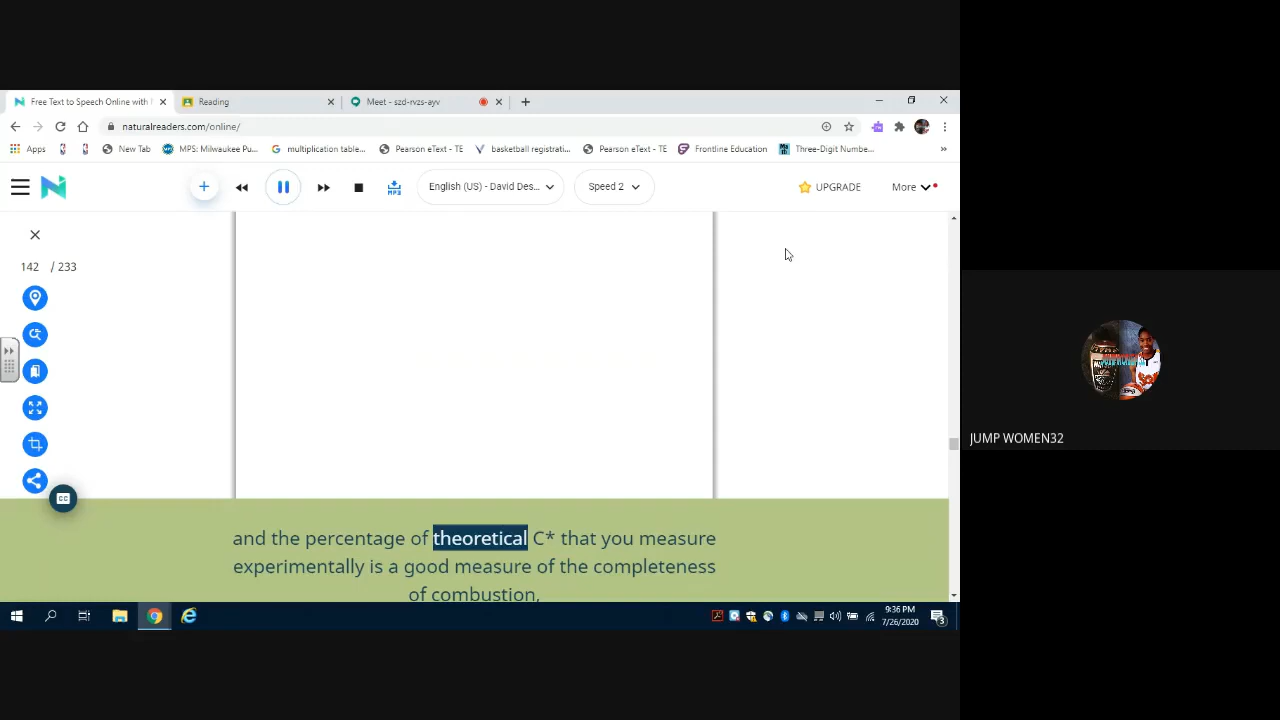 Free Text to Speech Online with
Reading
Meet - szd-rvzs-ayv
naturalreaders.com/online/
Apps
New Tab
MPS: Milwaukee Pu...
multiplication table...
Pearson eText - TE
basketball registrati...
Pearson eText - TE
Frontline Education
Three-Digit Numbe...
»
MP3
English (US) - David Des...
Speed 2
UPGRADE
More
142 / 233
CC
and the percentage of theoretical C* that you measure
experimentally is a good measure of the completeness
of combustion,
JUMP WOMEN32
9:36 PM
7/26/2020
3